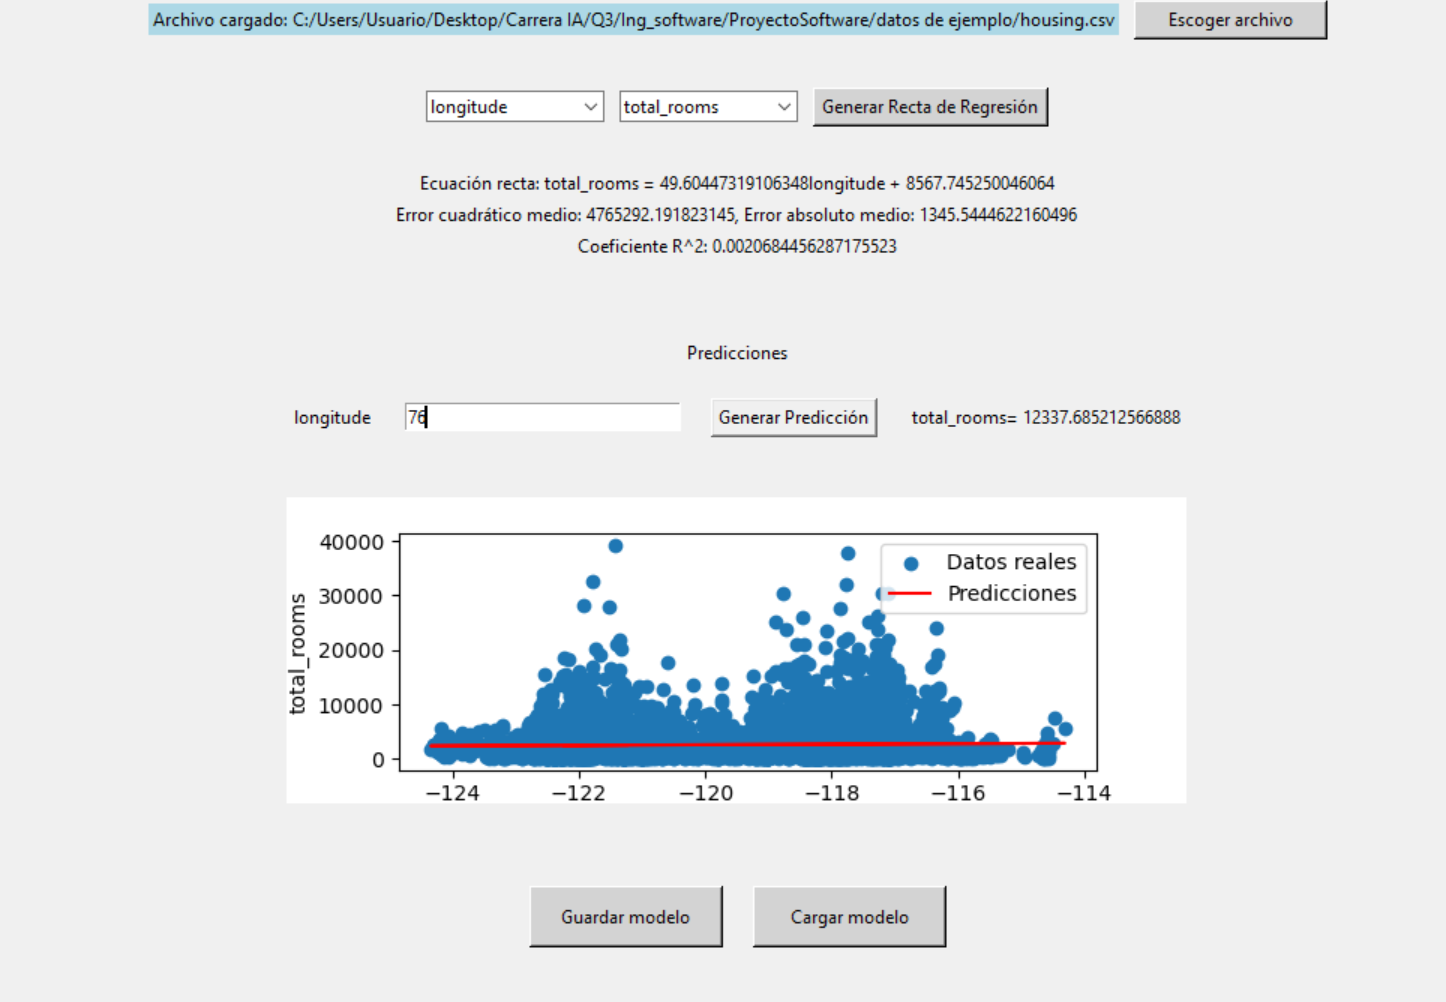 Archivo cargado: C:/Users/Usuario/Desktop/Carrera IA/Q3/Ing_software/ProyectoSoftware/datos de ejemplo/housing.csv Escoger archivo
longitude total_rooms Generar Recta de Regresión
Ecuación recta: total_rooms = 49.60447319106348longitude + 8567.745250046064
Error cuadrático medio: 4765292.191823145, Error absoluto medio: 1345.5444622160496
Coeficiente R^2: 0.0020684456287175523
Predicciones
longitude 76 Generar Predicción total_rooms= 12337.685212566888
Datos reales
Predicciones
total_rooms
40000
30000
20000
10000
0
−124 −122 −120 −118 −116 −114
Guardar modelo Cargar modelo